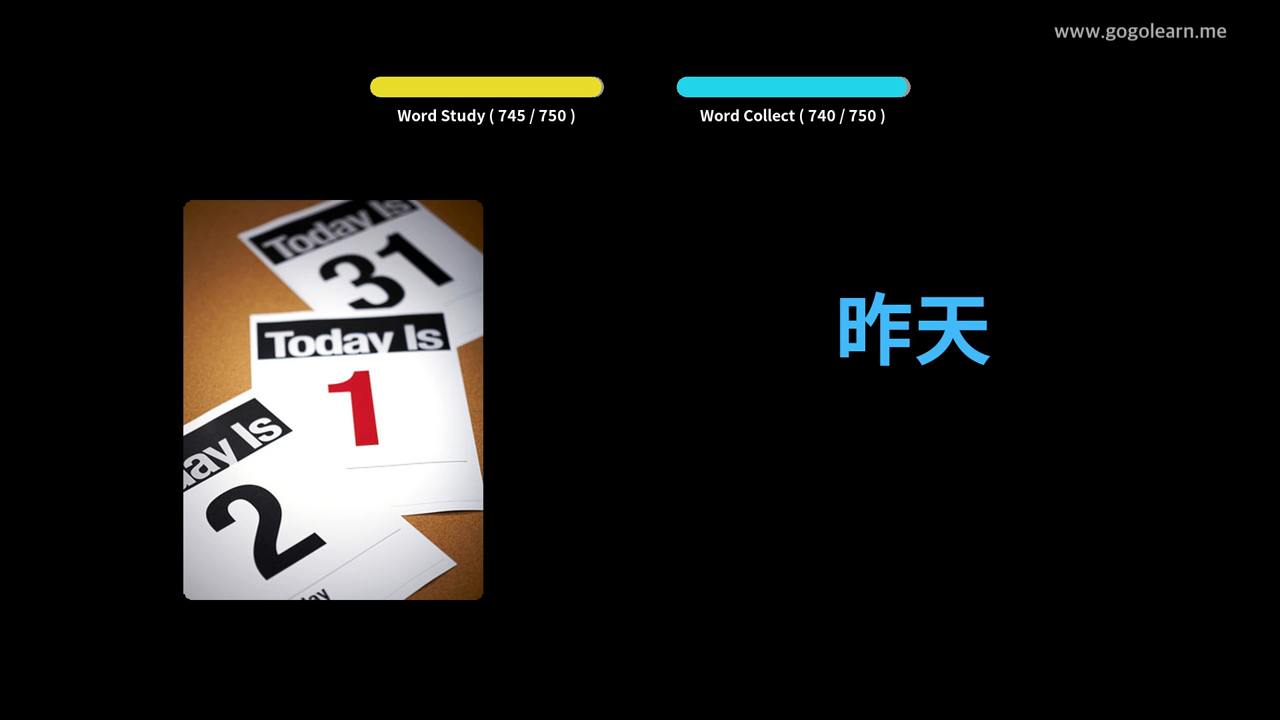 www.gogolearn.me
Word Study ( 745 / 750 )
Word Collect ( 740 / 750 )
Today Is
31
Today Is
1
ay Is
2
ay
昨天